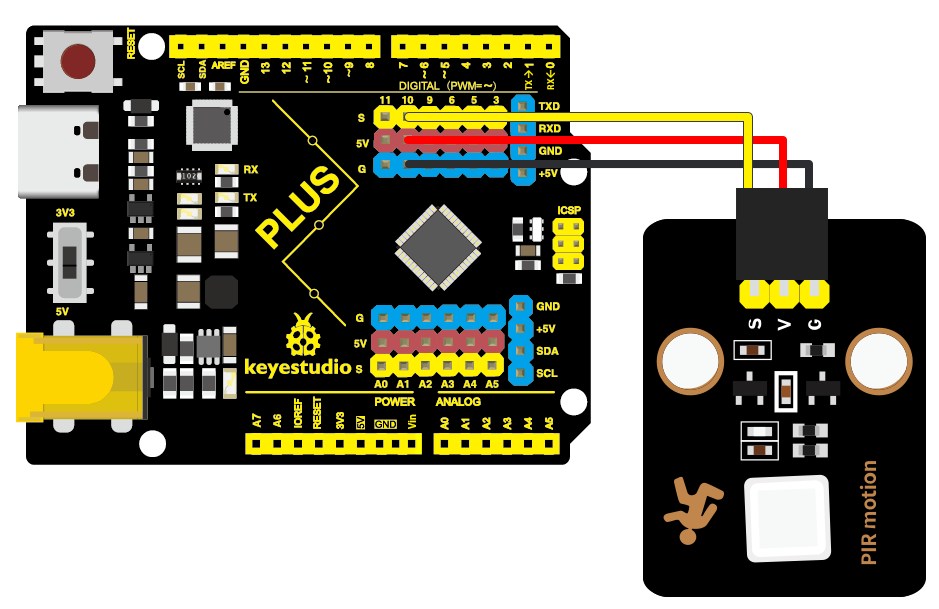 RESET
SCL
SDA
AREF
GND
13
12
~11
~10
~9
8
7
~6
~5
4
~3
2
TX→1
RX←0
DIGITAL (PWM=~)
11 10 9 6 5 3
S
5V
G
TXD
RXD
GND
+5V
102
RX
TX
PLUS
3V3
5V
ICSP
G
5V
S
A0 A1 A2 A3 A4 A5
GND
+5V
SDA
SCL
keyestudio
POWER
ANALOG
A7
A6
IOREF
RESET
3V3
5V
GND
Vin
A0
A1
A2
A3
A4
A5
S
V
G
PIR motion